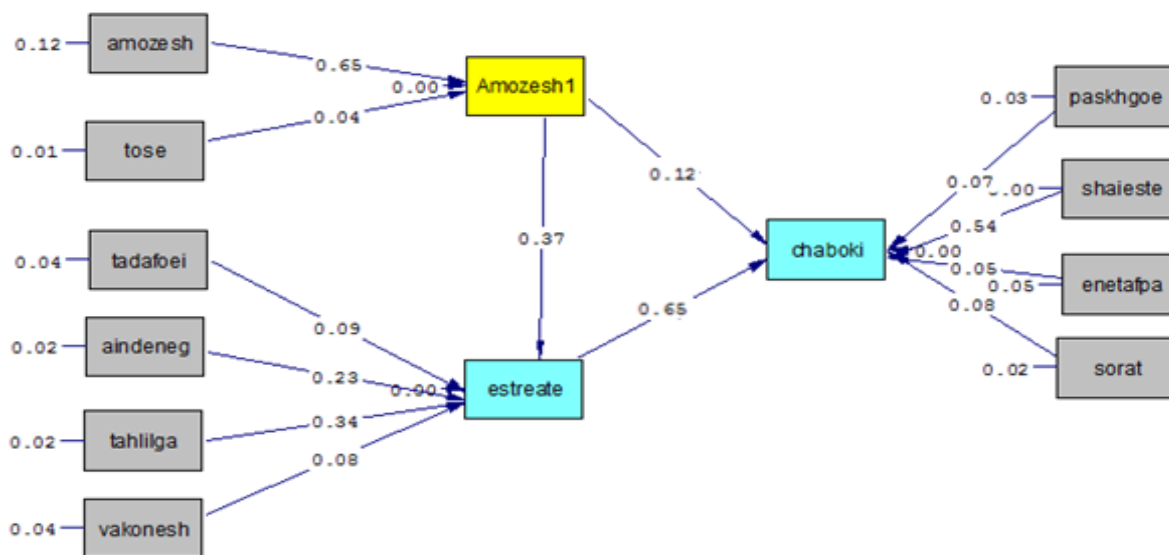 0.12
amozesh
0.65
0.00
Amozesh1
0.04
0.01
tose
0.12
0.37
0.03
paskhgoe
0.07
0.00
shaieste
0.54
chaboki
0.00
0.05
0.05
enetafpa
0.08
0.02
sorat
0.04
tadafoei
0.09
0.65
0.02
aindeneg
0.23
0.00
estreate
0.02
tahlilga
0.34
0.08
0.04
vakonesh